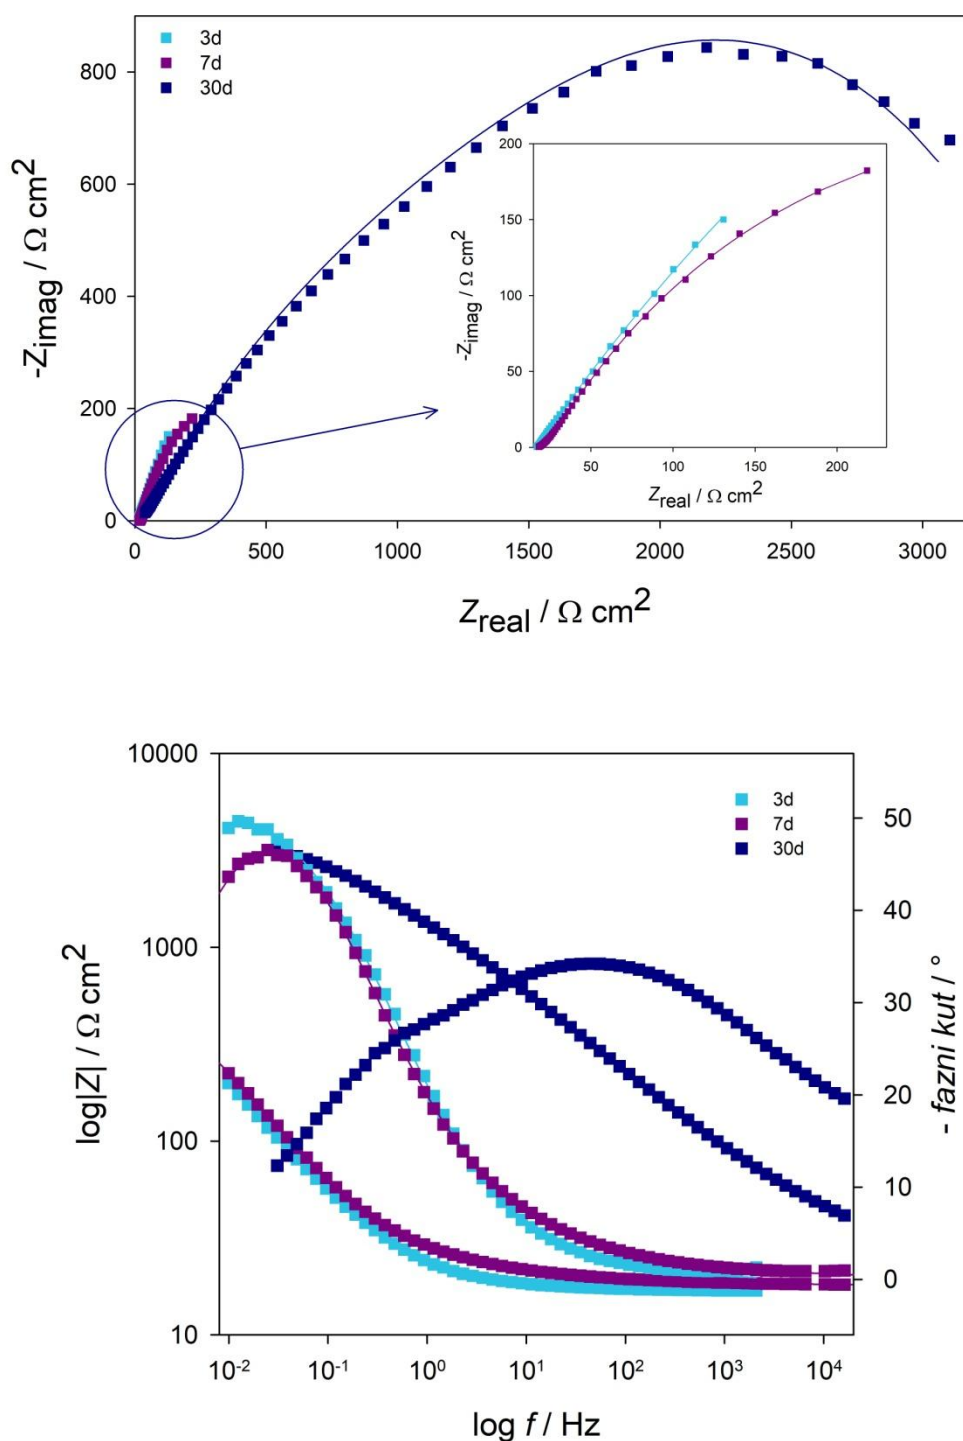 3d
7d
30d
800
600
400
200
0
-Zimag / Ω cm2
0 500 1000 1500 2000 2500 3000
Zreal / Ω cm2
200
150
100
50
0
-Zimag / Ω cm2
50 100 150 200
Zreal / Ω cm2
10000
1000
100
10
log|Z| / Ω cm2
3d
7d
30d
50
40
30
20
10
0
- fazni kut / °
10-2 10-1 100 101 102 103 104
log f / Hz